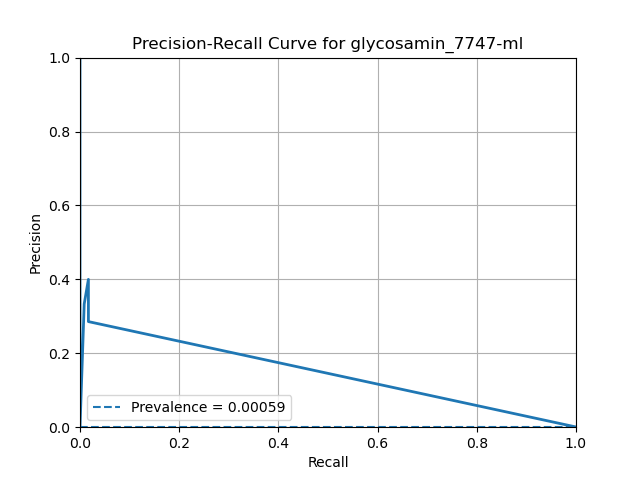 Precision-Recall Curve for glycosamin_7747-ml
1.0
0.8
0.6
0.4
0.2
0.0
Precision
Prevalence = 0.00059
0.0 0.2 0.4 0.6 0.8 1.0
Recall